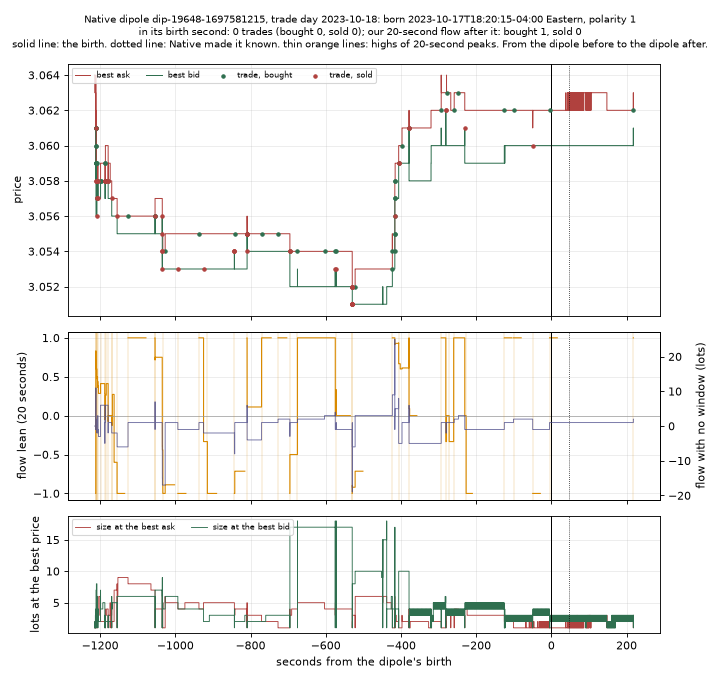 Native dipole dip-19648-1697581215, trade day 2023-10-18: born 2023-10-17T18:20:15-04:00 Eastern, polarity 1
in its birth second: 0 trades (bought 0, sold 0); our 20-second flow after it: bought 1, sold 0
solid line: the birth. dotted line: Native made it known. thin orange lines: highs of 20-second peaks. From the dipole before to the dipole after.
best ask best bid trade, bought trade, sold
3.064
3.062
3.060
3.058
3.056
3.054
3.052
price
1.0
0.5
0.0
−0.5
−1.0
flow lean (20 seconds)
20
10
0
−10
−20
flow with no window (lots)
size at the best ask size at the best bid
15
10
5
lots at the best price
−1200 −1000 −800 −600 −400 −200 0 200
seconds from the dipole's birth